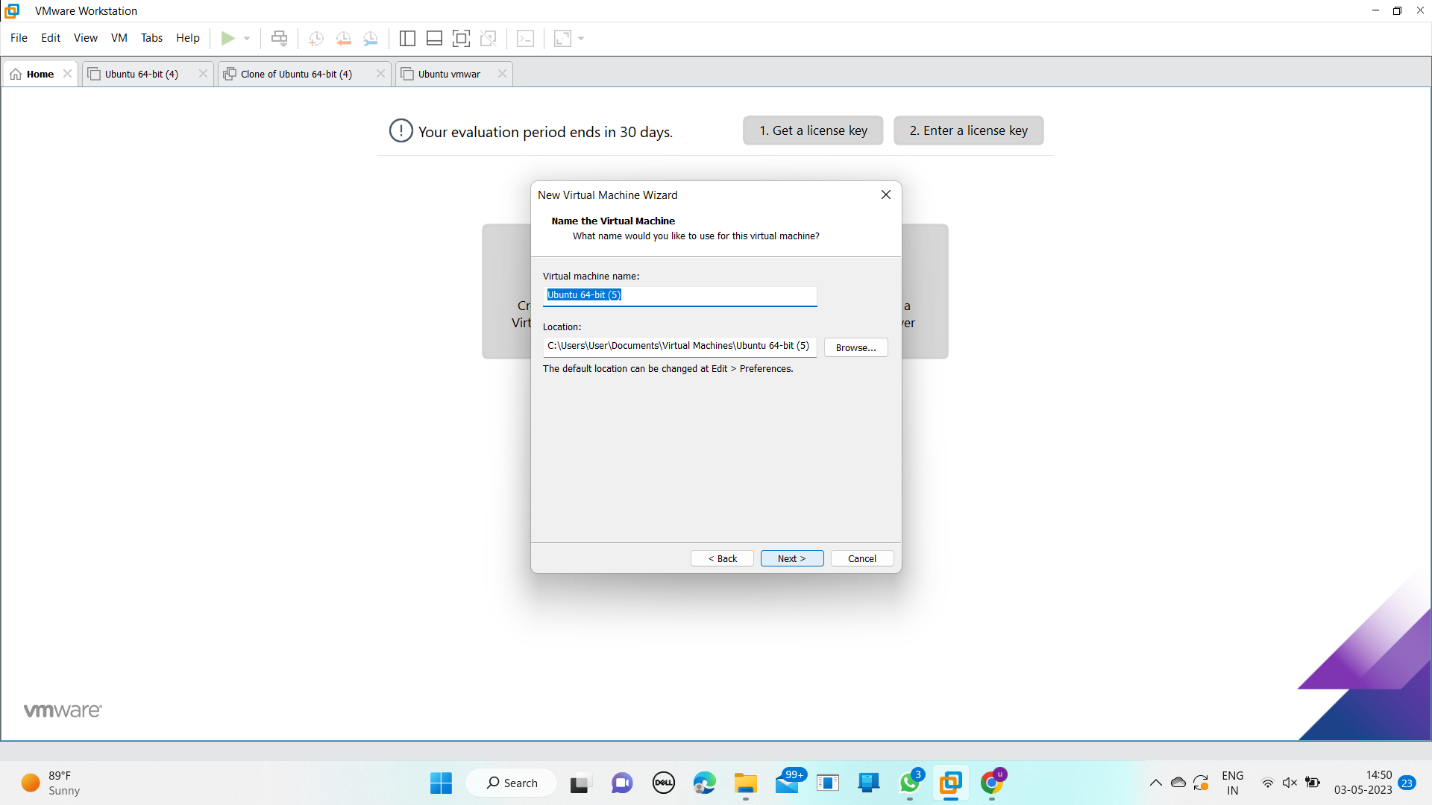 VMware Workstation
File Edit View VM Tabs Help
Home Ubuntu 64-bit (4) Clone of Ubuntu 64-bit (4) Ubuntu vmwar
! Your evaluation period ends in 30 days. 1. Get a license key 2. Enter a license key
New Virtual Machine Wizard
Name the Virtual Machine
What name would you like to use for this virtual machine?
Virtual machine name:
Ubuntu 64-bit (5)
Cr a
Virt ver
Location:
C:\Users\User\Documents\Virtual Machines\Ubuntu 64-bit (5) Browse...
The default location can be changed at Edit > Preferences.
< Back Next > Cancel
vmware
89°F
Sunny
Search
DELL
99+
3
u
ENG
IN
14:50
03-05-2023
23